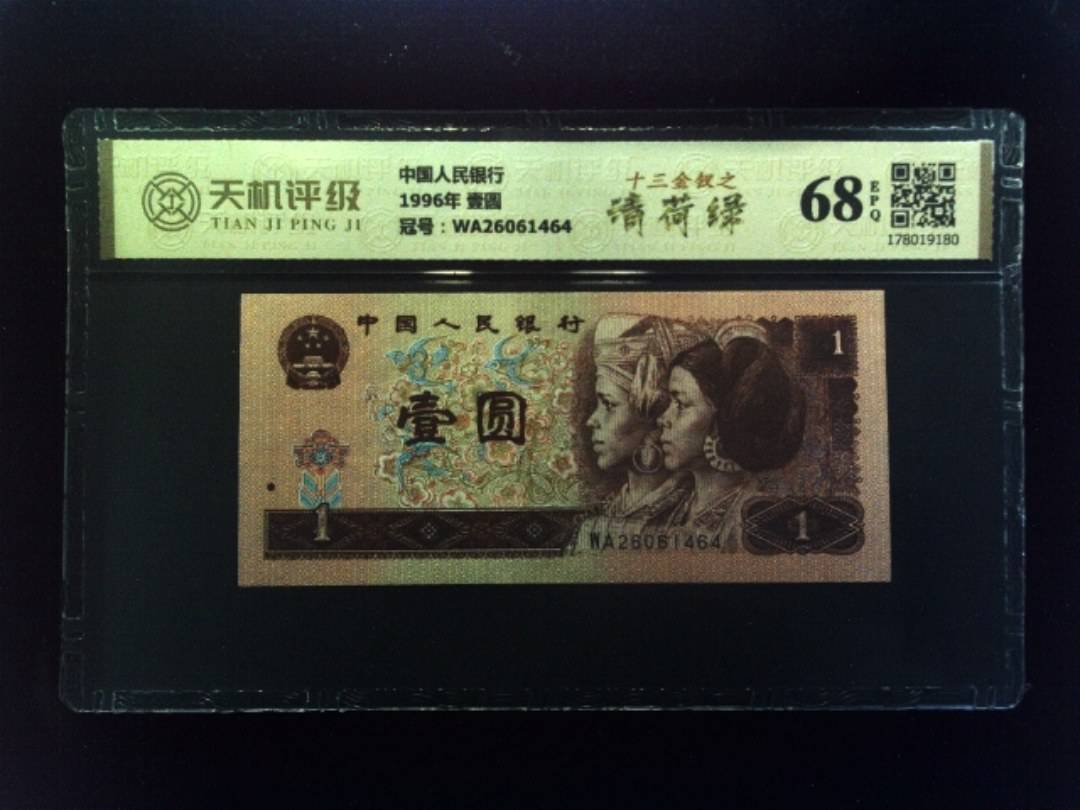 天机评级
TIAN JI PING JI
中国人民银行
1996年 壹圆
冠号：WA26061464
十三金钗之
清荷绿
68
EPQ
178019180
中国人民银行
壹圆
1
1
WA26061464
1